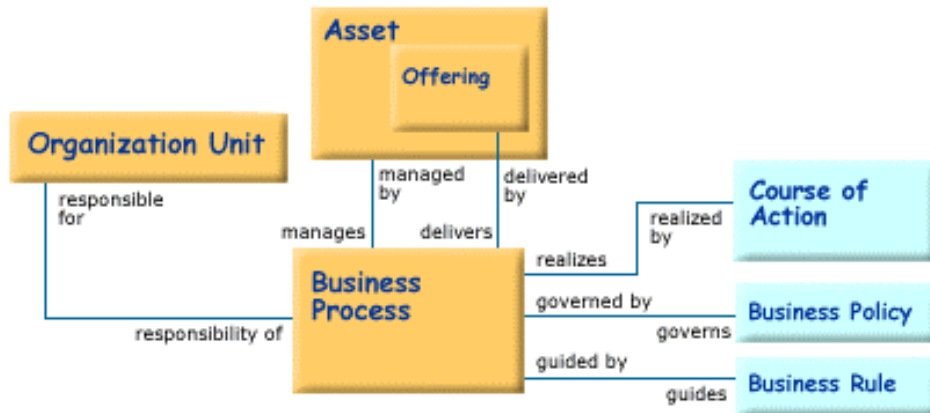 Asset
Offering
Organization Unit
responsible
for
managed
by
delivered
by
manages
delivers
Course of
Action
realized
by
realizes
Business
Process
responsibility of
governed by
governs
Business Policy
guided by
guides
Business Rule